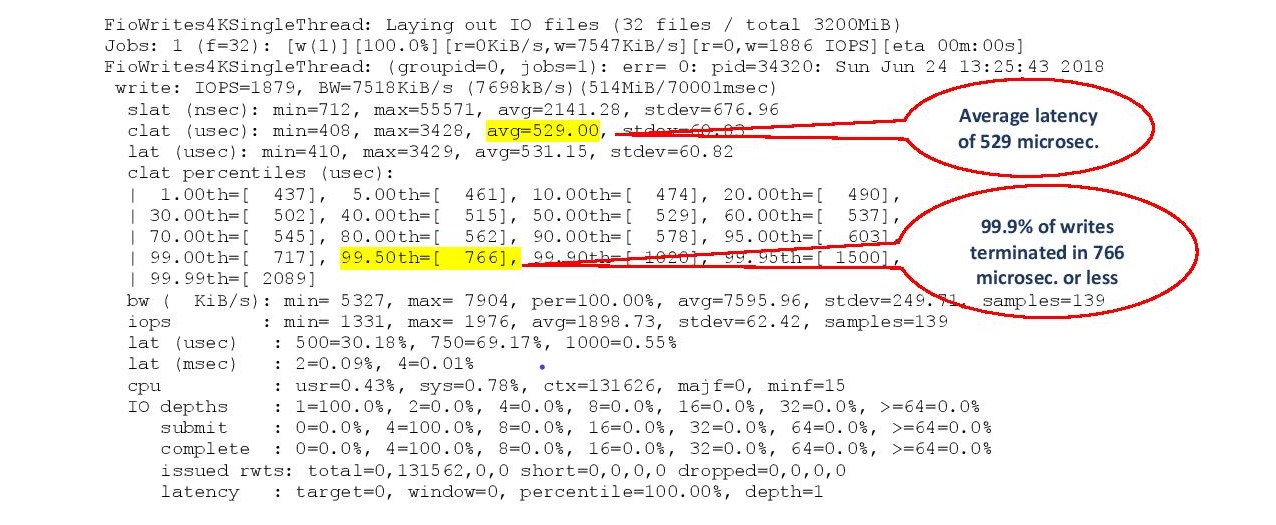 FioWrites4KSingleThread: Laying out IO files (32 files / total 3200MiB)
Jobs: 1 (f=32): [w(1)][100.0%][r=0KiB/s,w=7547KiB/s][r=0,w=1886 IOPS][eta 00m:00s]
FioWrites4KSingleThread: (groupid=0, jobs=1): err= 0: pid=34320: Sun Jun 24 13:25:43 2018
write: IOPS=1879, BW=7518KiB/s (7698kB/s)(514MiB/70001msec)
slat (nsec): min=712, max=55571, avg=2141.28, stdev=676.96
clat (usec): min=408, max=3428, avg=529.00, stdev=60.83
lat (usec): min=410, max=3429, avg=531.15, stdev=60.82
clat percentiles (usec):
| 1.00th=[ 437], 5.00th=[ 461], 10.00th=[ 474], 20.00th=[ 490],
| 30.00th=[ 502], 40.00th=[ 515], 50.00th=[ 529], 60.00th=[ 537],
| 70.00th=[ 545], 80.00th=[ 562], 90.00th=[ 578], 95.00th=[ 603],
| 99.00th=[ 717], 99.50th=[ 766], 99.90th=[ 1020], 99.95th=[ 1500],
| 99.99th=[ 2089]
bw ( KiB/s): min= 5327, max= 7904, per=100.00%, avg=7595.96, stdev=249.71, samples=139
iops : min= 1331, max= 1976, avg=1898.73, stdev=62.42, samples=139
lat (usec) : 500=30.18%, 750=69.17%, 1000=0.55%
lat (msec) : 2=0.09%, 4=0.01%
cpu : usr=0.43%, sys=0.78%, ctx=131626, majf=0, minf=15
IO depths : 1=100.0%, 2=0.0%, 4=0.0%, 8=0.0%, 16=0.0%, 32=0.0%, >=64=0.0%
submit : 0=0.0%, 4=100.0%, 8=0.0%, 16=0.0%, 32=0.0%, 64=0.0%, >=64=0.0%
complete : 0=0.0%, 4=100.0%, 8=0.0%, 16=0.0%, 32=0.0%, 64=0.0%, >=64=0.0%
issued rwts: total=0,131562,0,0 short=0,0,0,0 dropped=0,0,0,0
latency : target=0, window=0, percentile=100.00%, depth=1
Average latency
of 529 microsec.
99.9% of writes
terminated in 766
microsec. or less